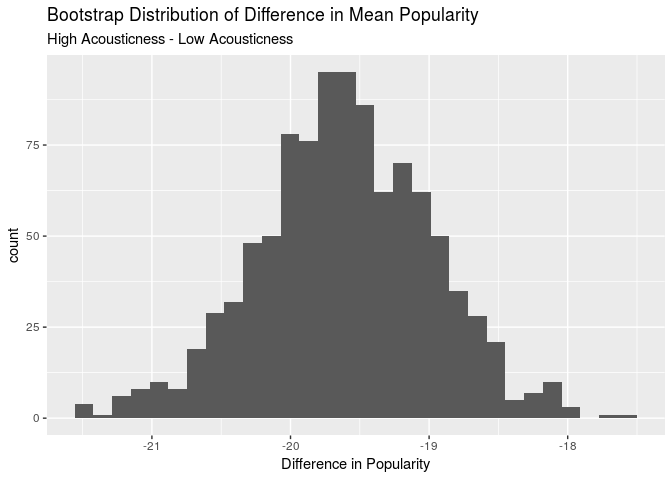 Bootstrap Distribution of Difference in Mean Popularity
High Acousticness - Low Acousticness
75
50
25
0
count
-21
-20
-19
-18
Difference in Popularity